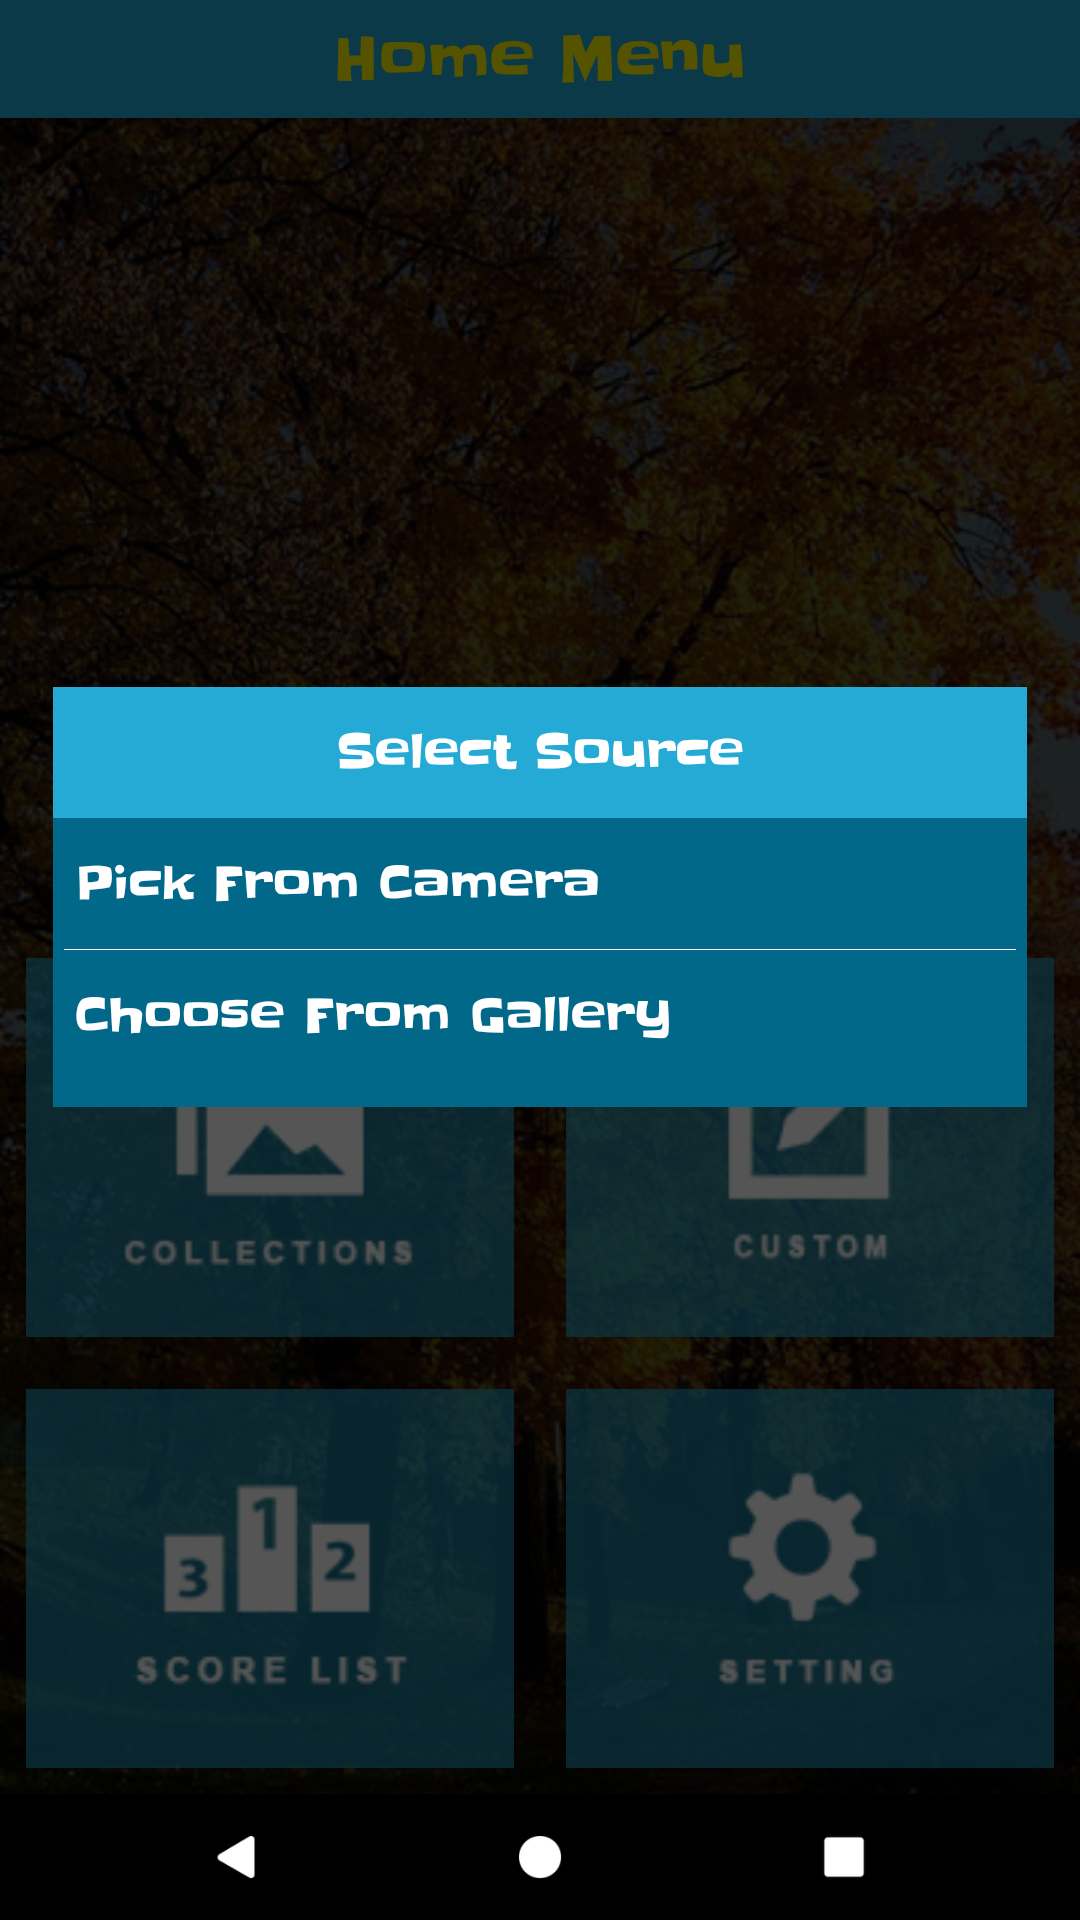 Home Menu
Select Source
Pick From Camera
Choose From Gallery
COLLECTIONS
CUSTOM
3 1 2
SCORE LIST
SETTING